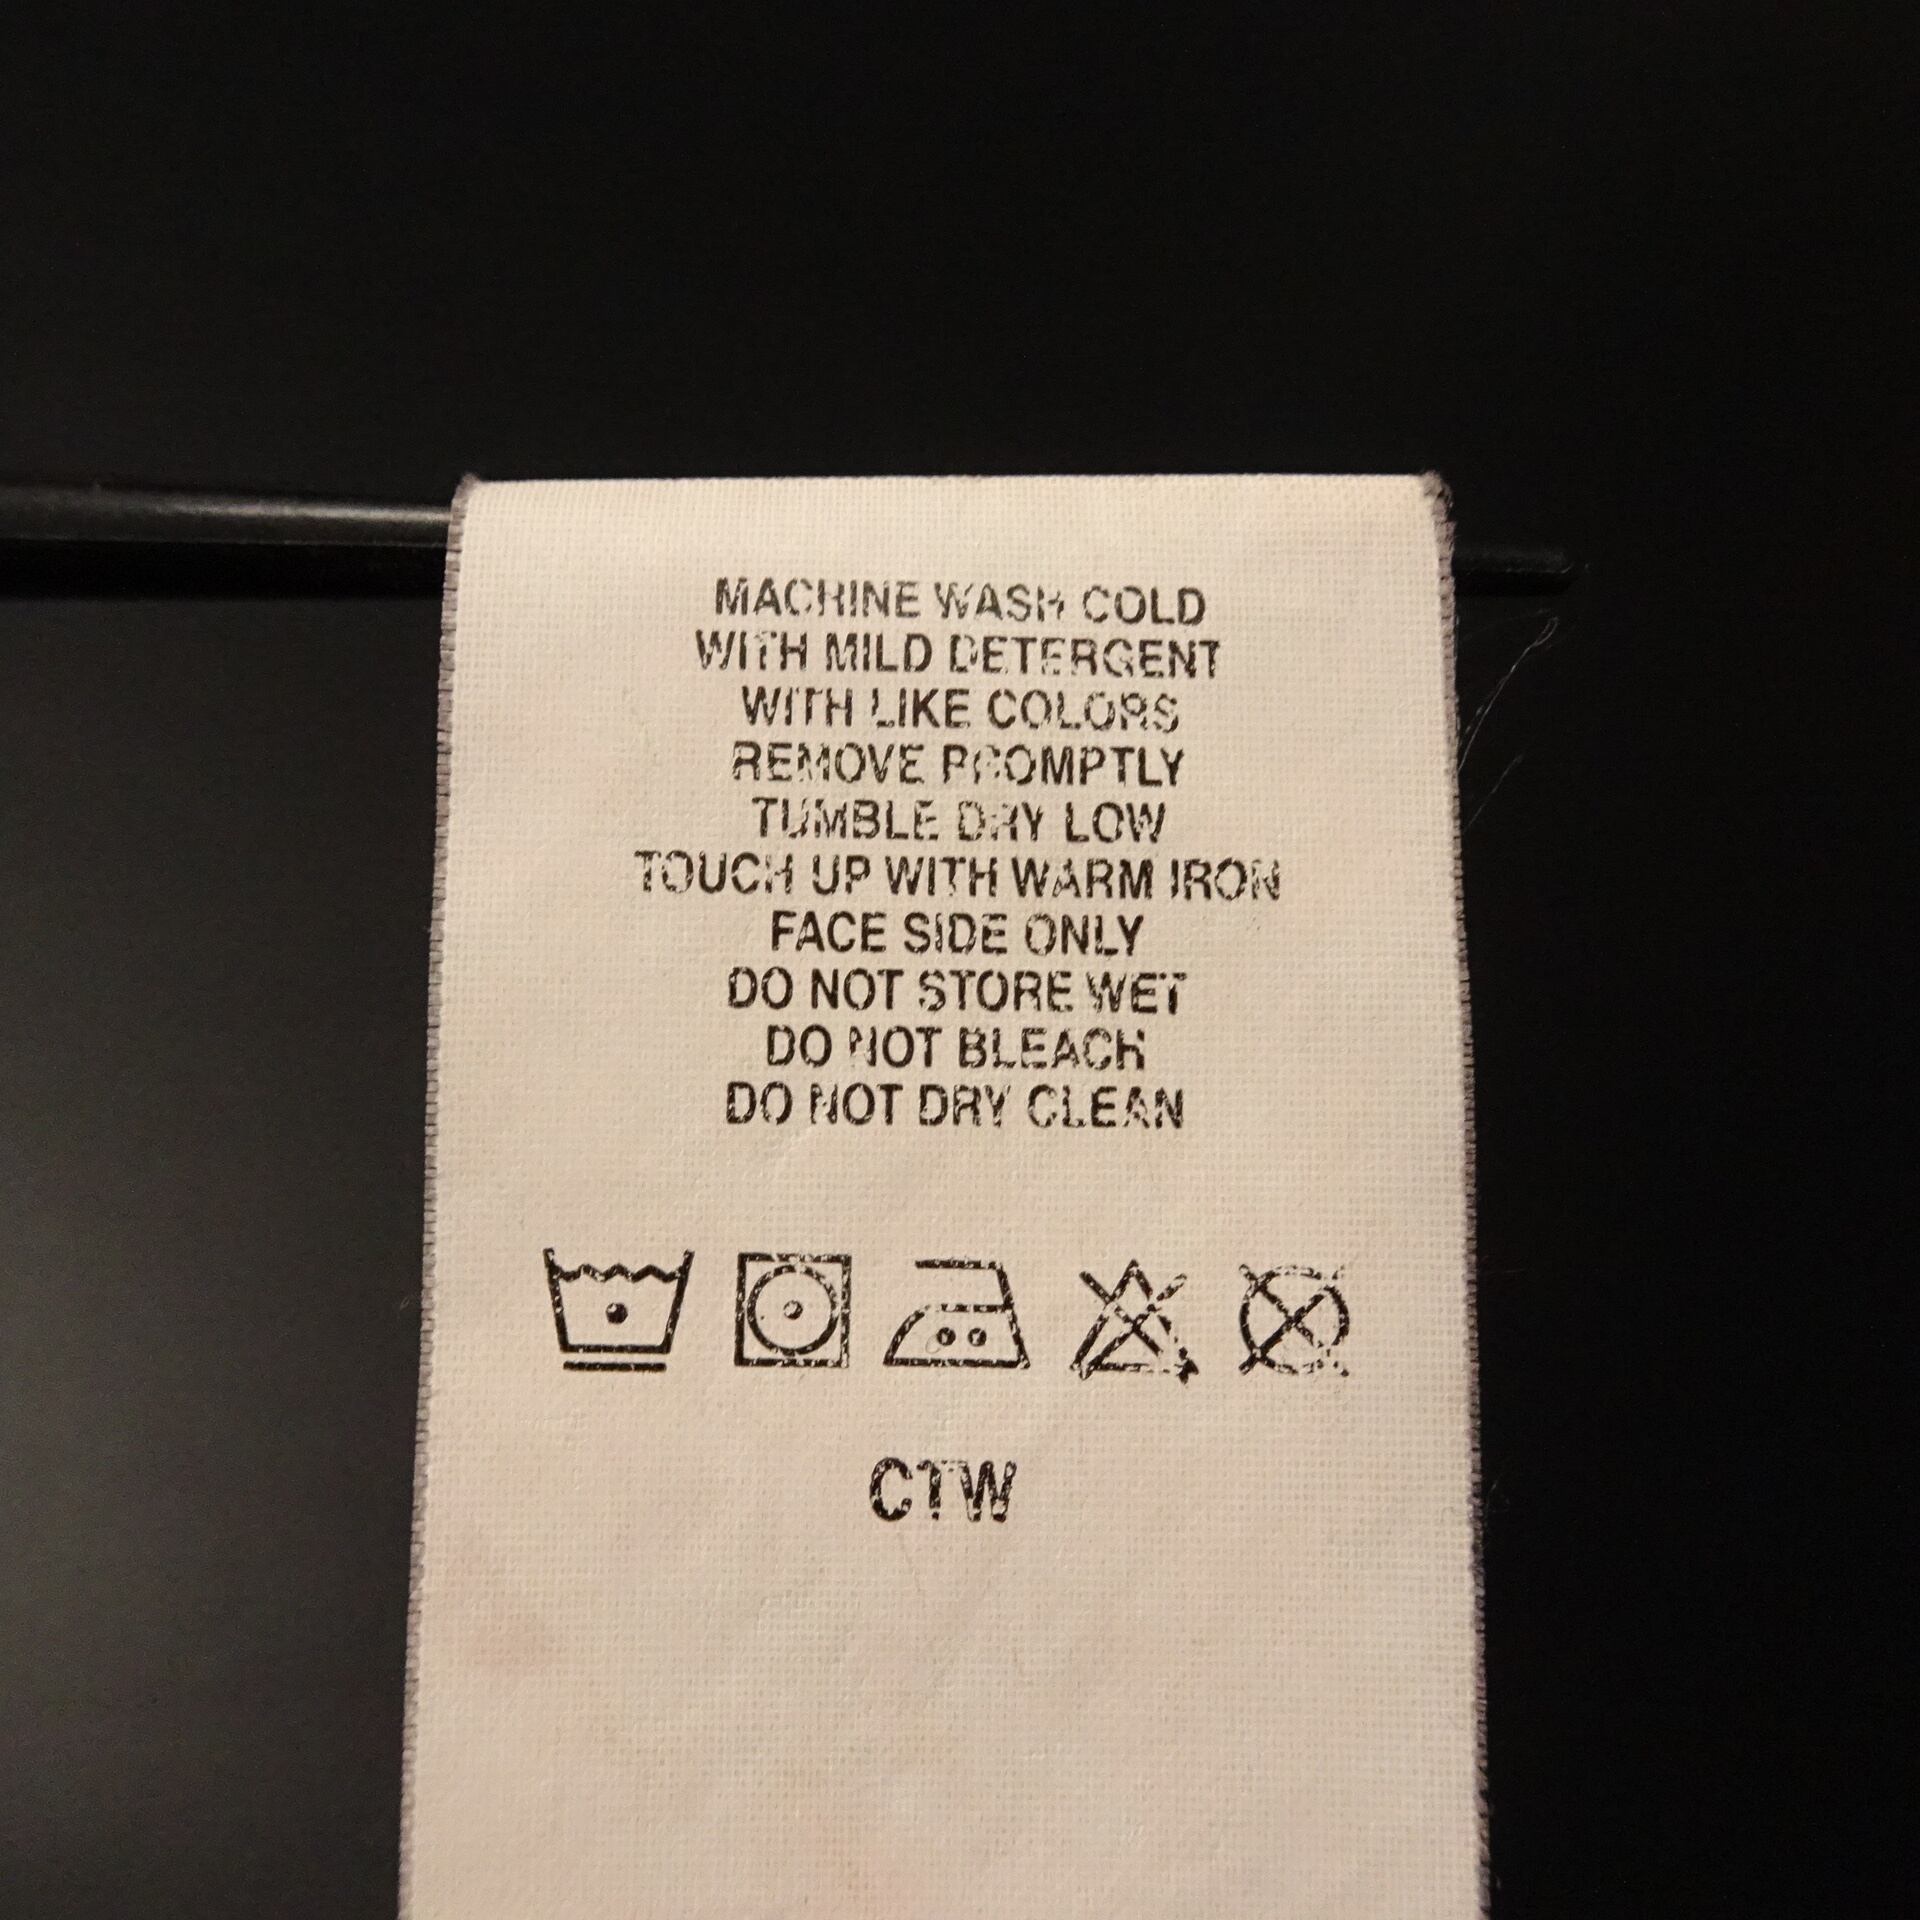 MACHINE WASH COLD
WITH MILD DETERGENT
WITH LIKE COLORS
REMOVE PROMPTLY
TUMBLE DRY LOW
TOUCH UP WITH WARM IRON
FACE SIDE ONLY
DO NOT STORE WET
DO NOT BLEACH
DO NOT DRY CLEAN
CTW